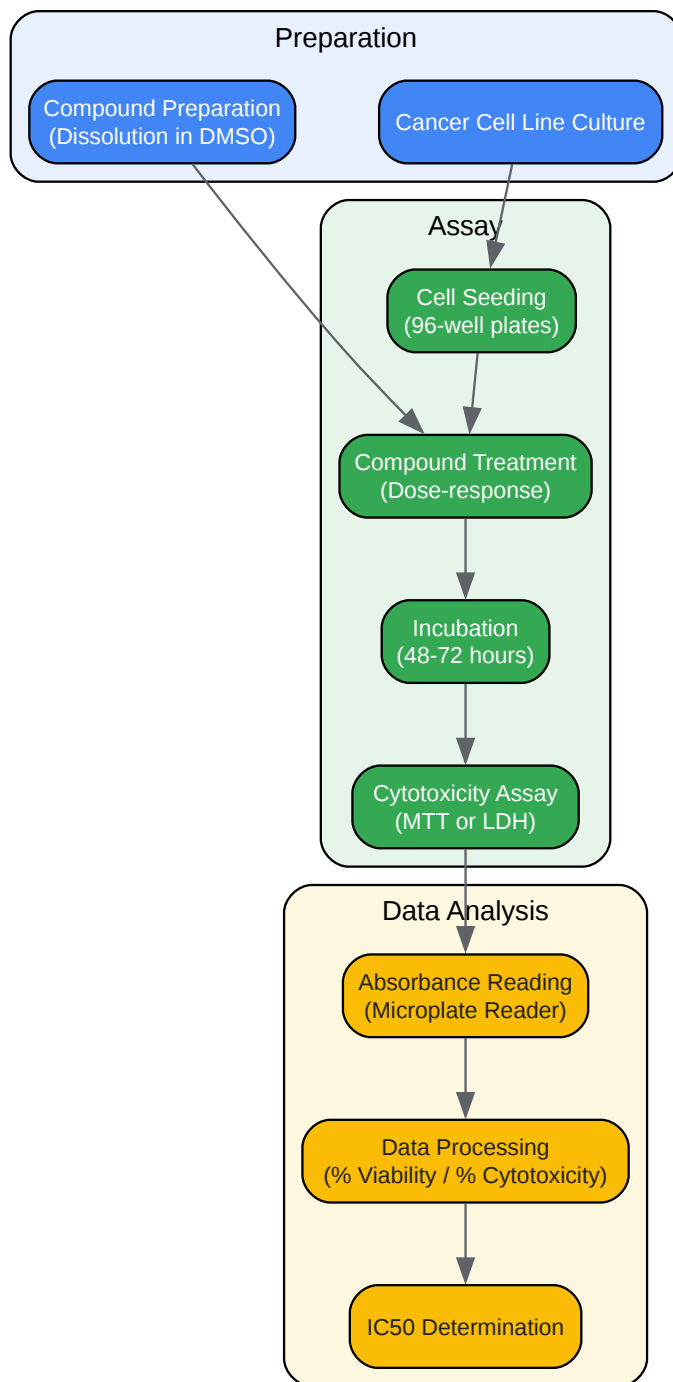 Preparation
Compound Preparation
(Dissolution in DMSO)
Cancer Cell Line Culture
Assay
Cell Seeding
(96-well plates)
Compound Treatment
(Dose-response)
Incubation
(48-72 hours)
Cytotoxicity Assay
(MTT or LDH)
Data Analysis
Absorbance Reading
(Microplate Reader)
Data Processing
(% Viability / % Cytotoxicity)
IC50 Determination